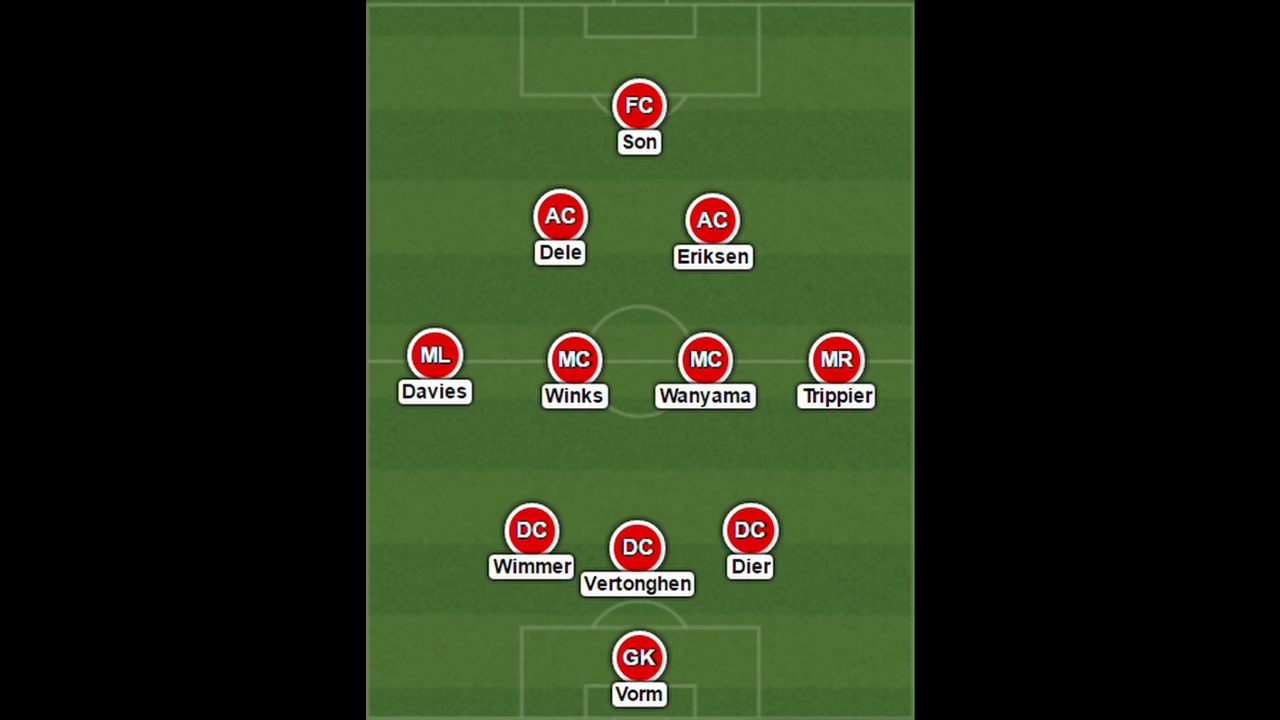 FC
Son
AC
Dele
AC
Eriksen
ML
Davies
MC
Winks
MC
Wanyama
MR
Trippier
DC
Wimmer
DC
Vertonghen
DC
Dier
GK
Vorm